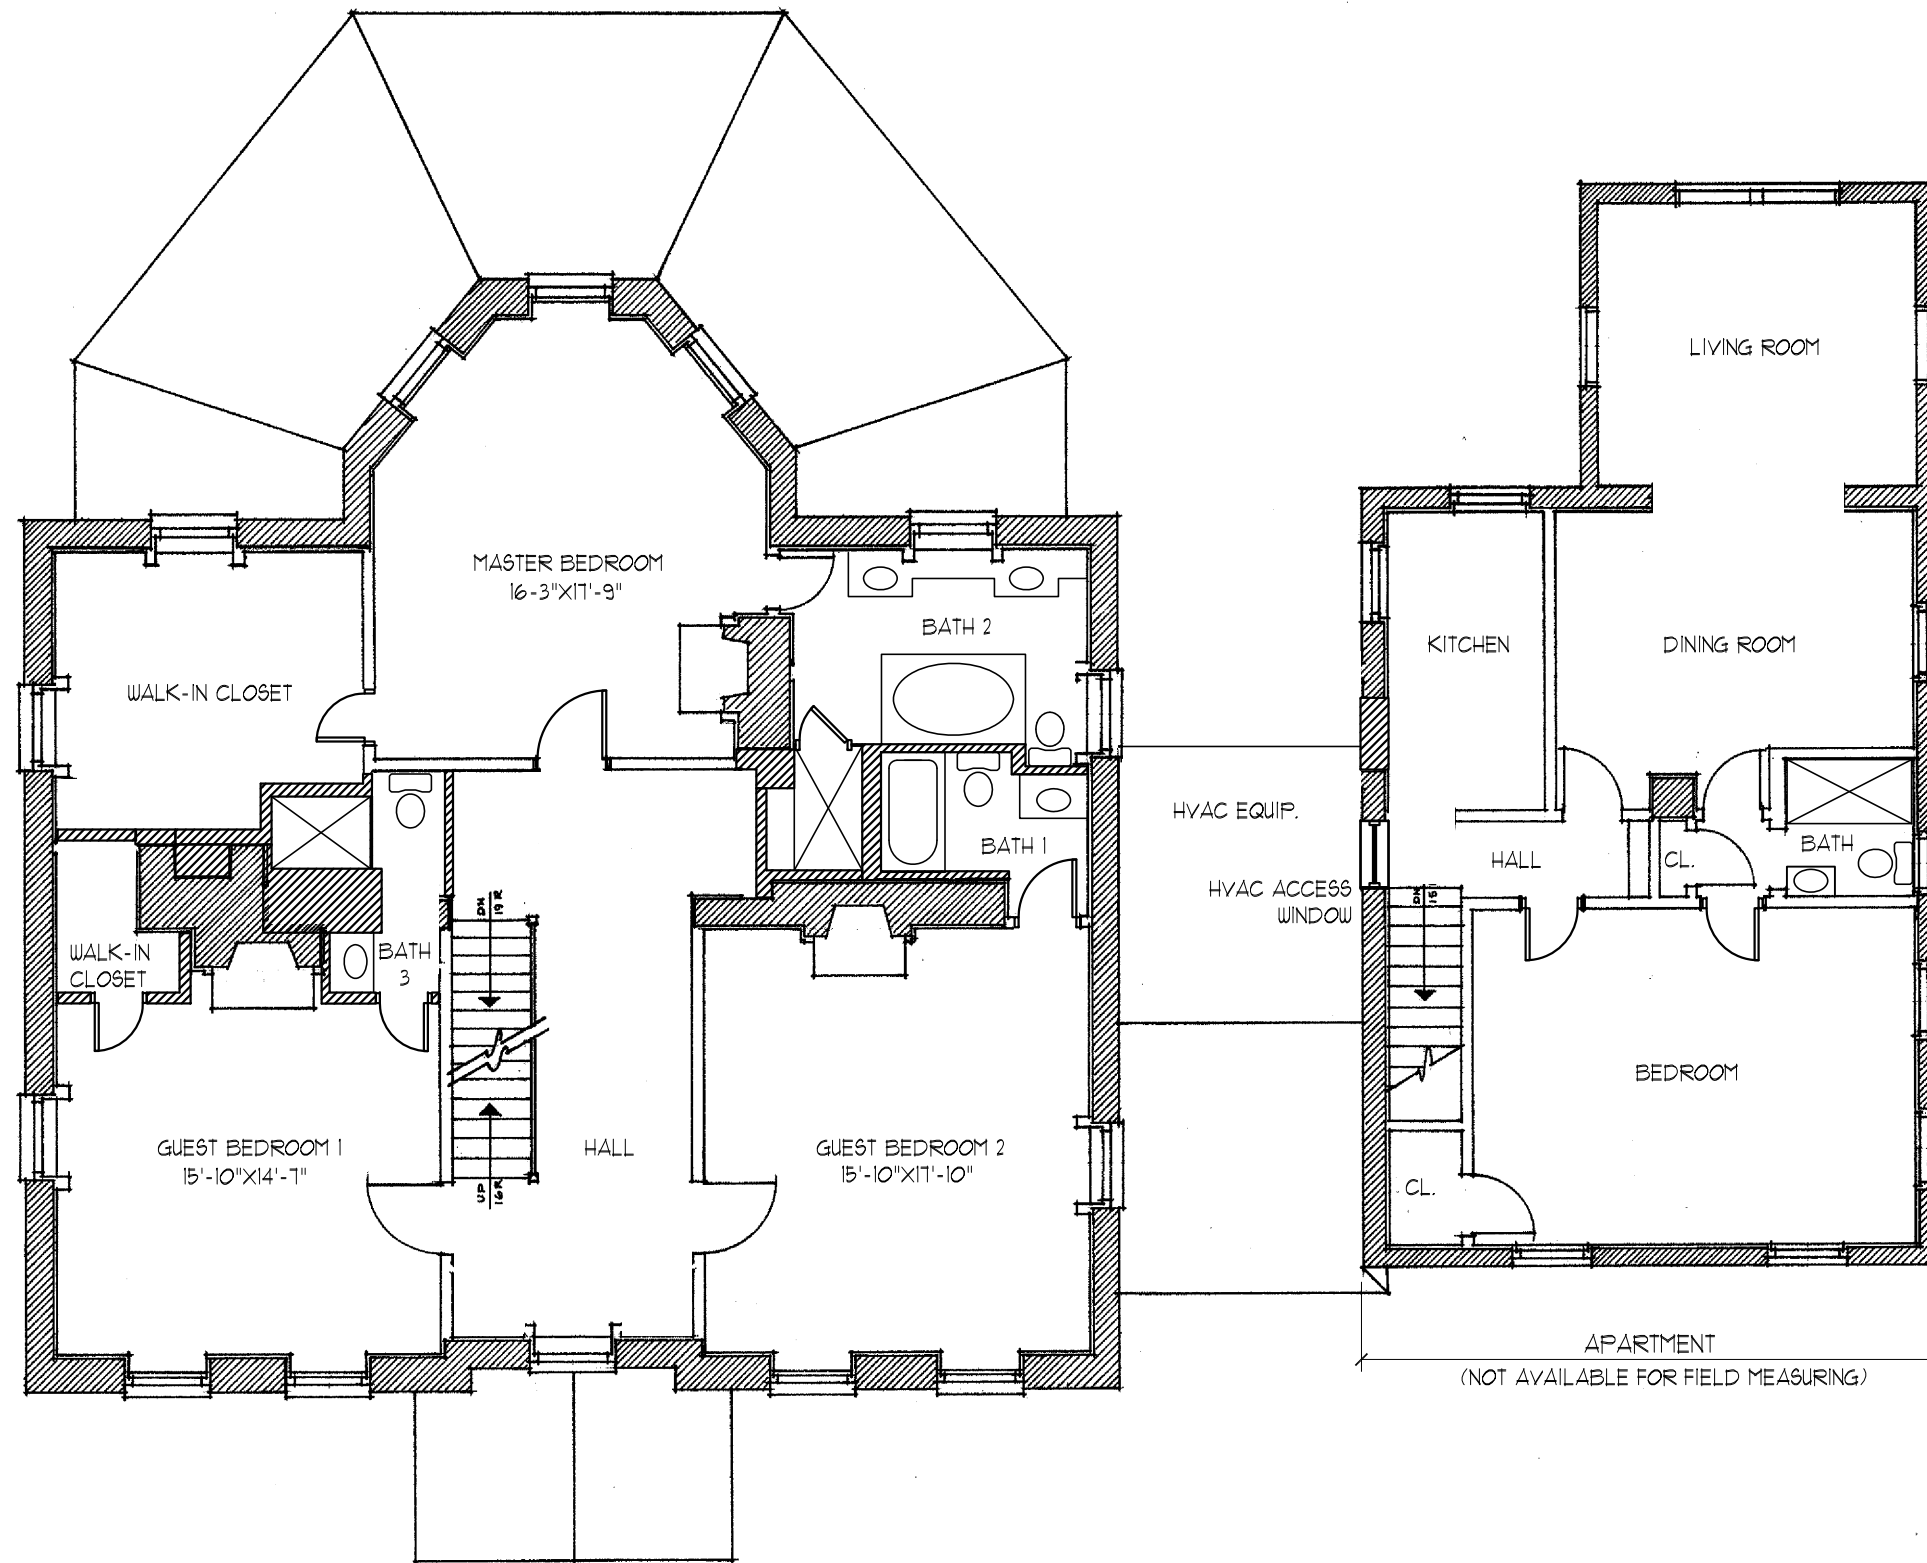 LIVING ROOM
MASTER BEDROOM
16-3"X17'-9"
BATH 2
KITCHEN
DINING ROOM
WALK-IN CLOSET
HVAC EQUIP.
BATH 1
HALL
CL.
BATH
HVAC ACCESS
WINDOW
DN
19 R
DN
15
WALK-IN
CLOSET
BATH
3
BEDROOM
GUEST BEDROOM 1
15'-10"X14'-7"
HALL
GUEST BEDROOM 2
15'-10"X17'-10"
UP
16 R
CL.
APARTMENT
(NOT AVAILABLE FOR FIELD MEASURING)